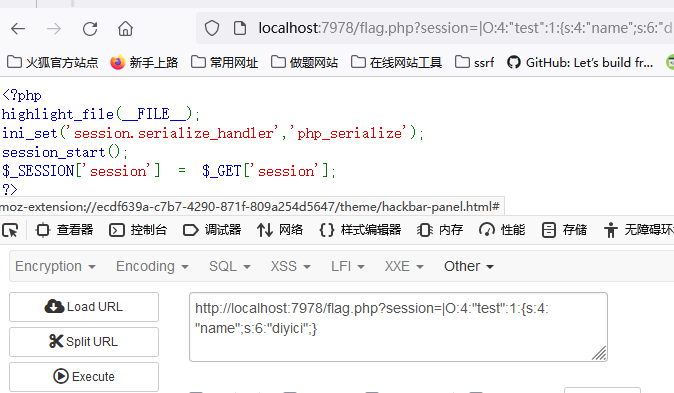 localhost:7978/flag.php?session=|O:4:"test":1:{s:4:"name";s:6:"d
火狐官方站点 新手上路 常用网址 做题网站 在线网站工具 ssrf GitHub: Let's build fr...
<?php
highlight_file(__FILE__);
ini_set('session.serialize_handler','php_serialize');
session_start();
$_SESSION['session'] = $_GET['session'];
?>
moz-extension://ecdf639a-c7b7-4290-871f-809a254d5647/theme/hackbar-panel.html#
查看器 控制台 调试器 网络 样式编辑器 内存 性能 存储 无障碍环
Encryption Encoding SQL XSS LFI XXE Other
Load URL
Split URL
Execute
http://localhost:7978/flag.php?session=|O:4:"test":1:{s:4:
"name";s:6:"diyici";}